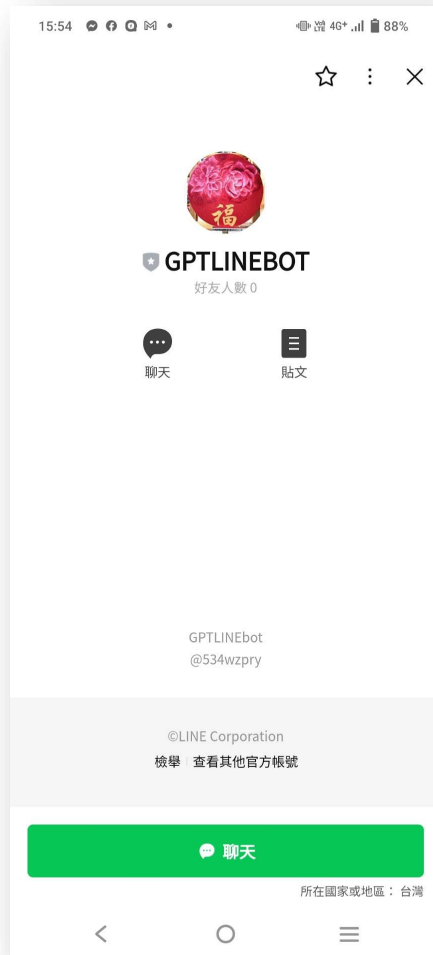 15:54 4G+ 88%
福
GPTLINEBOT
好友人數 0
聊天 貼文
GPTLINEbot
@534wzpry
©LINE Corporation
檢舉 查看其他官方帳號
聊天
所在國家或地區： 台灣